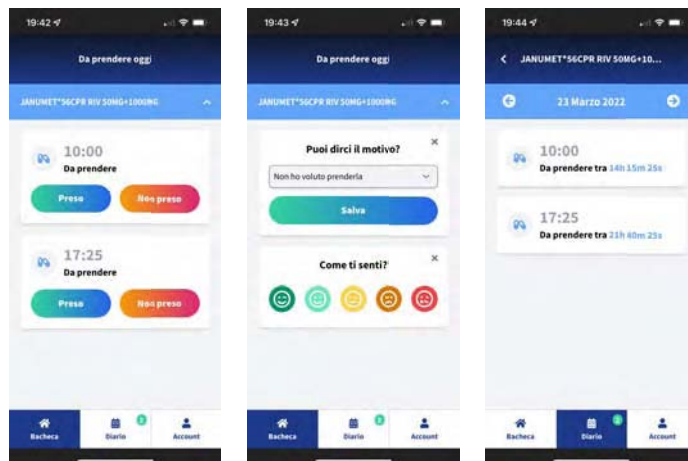 19:42
Da prendere oggi
JANUMET*56CPR RIV 50MG+1000MG
10:00
Da prendere
Preso
Non preso
17:25
Da prendere
Preso
Non preso
Bacheca
Diario
2
Account
19:43
Da prendere oggi
JANUMET*56CPR RIV 50MG+1000MG
Puoi dirci il motivo?
×
Non ho voluto prenderla
Salva
Come ti senti?
×
Bacheca
Diario
2
Account
19:44
JANUMET*56CPR RIV 50MG+10...
23 Marzo 2022
10:00
Da prendere tra 14h 15m 25s
17:25
Da prendere tra 21h 40m 25s
Bacheca
Diario
2
Account